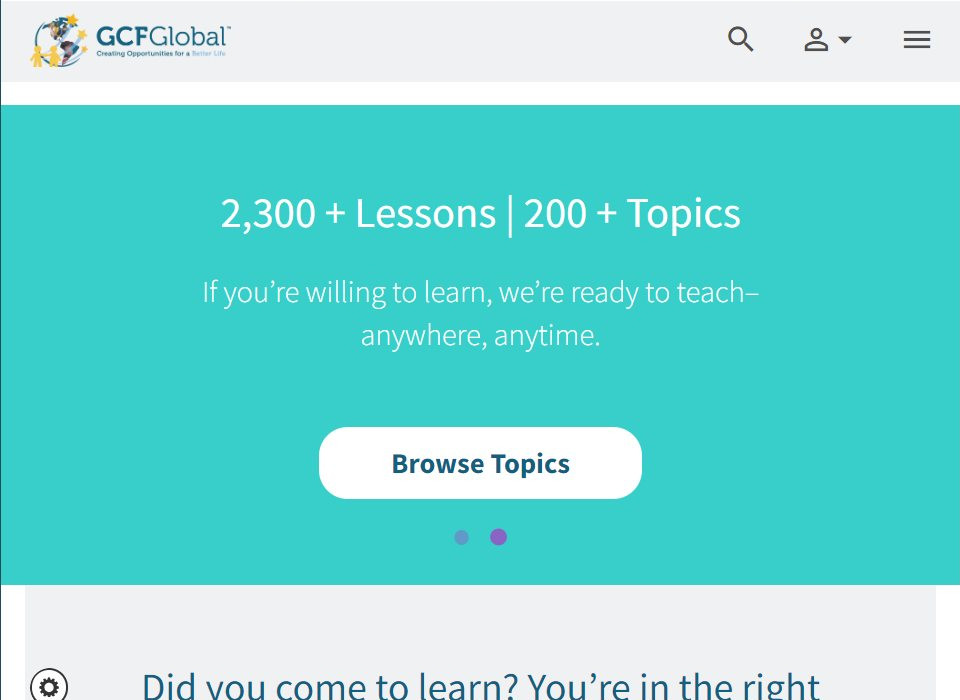 GCFGlobal™
Creating Opportunities for a Better Life.
2,300 + Lessons | 200 + Topics
If you’re willing to learn, we’re ready to teach–
anywhere, anytime.
Browse Topics
Did you come to learn? You’re in the right